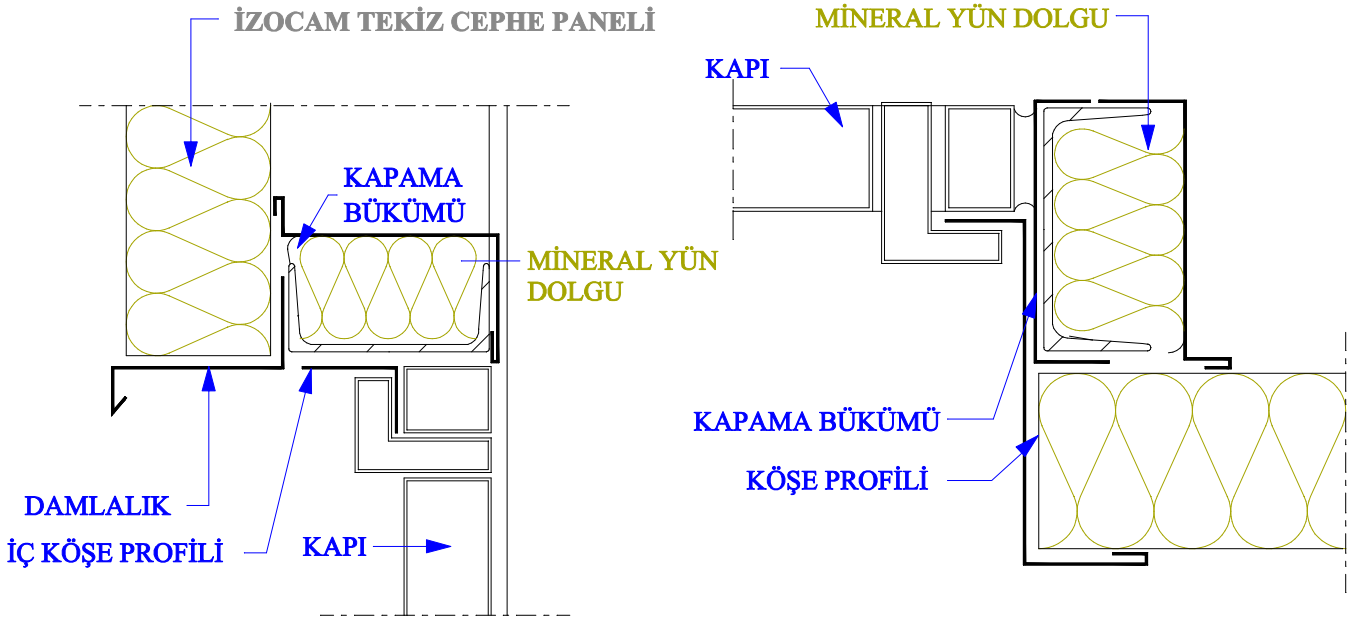 İZOCAM TEKİZ CEPHE PANELİ
KAPAMA
BÜKÜMÜ
MİNERAL YÜN
DOLGU
DAMLALIK
İÇ KÖŞE PROFİLİ
KAPI
MİNERAL YÜN DOLGU
KAPI
KAPAMA BÜKÜMÜ
KÖŞE PROFİLİ